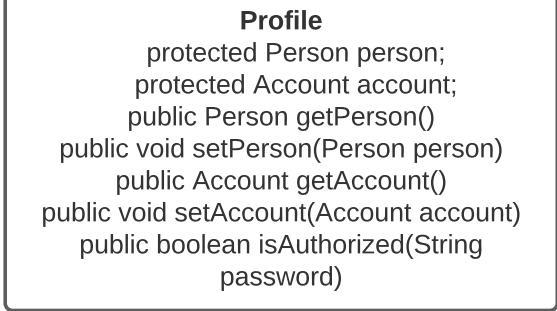 Profile
protected Person person;
protected Account account;
public Person getPerson()
public void setPerson(Person person)
public Account getAccount()
public void setAccount(Account account)
public boolean isAuthorized(String
password)